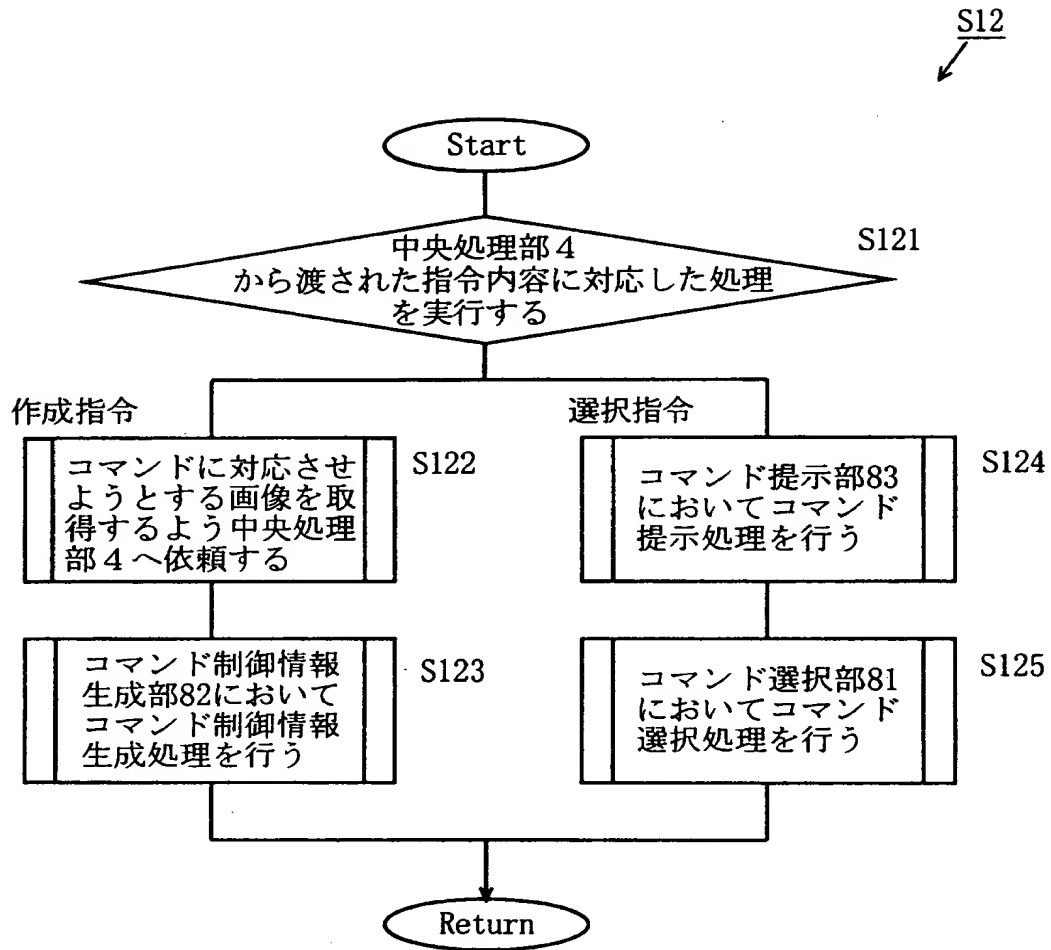 S12
Start
中央処理部4
から渡された指令内容に対応した処理
を実行する
S121
作成指令
コマンドに対応させ
ようとする画像を取
得するよう中央処理
部4へ依頼する
S122
コマンド制御情報
生成部82において
コマンド制御情報
生成処理を行う
S123
選択指令
コマンド提示部83
においてコマンド
提示処理を行う
S124
コマンド選択部81
においてコマンド
選択処理を行う
S125
Return